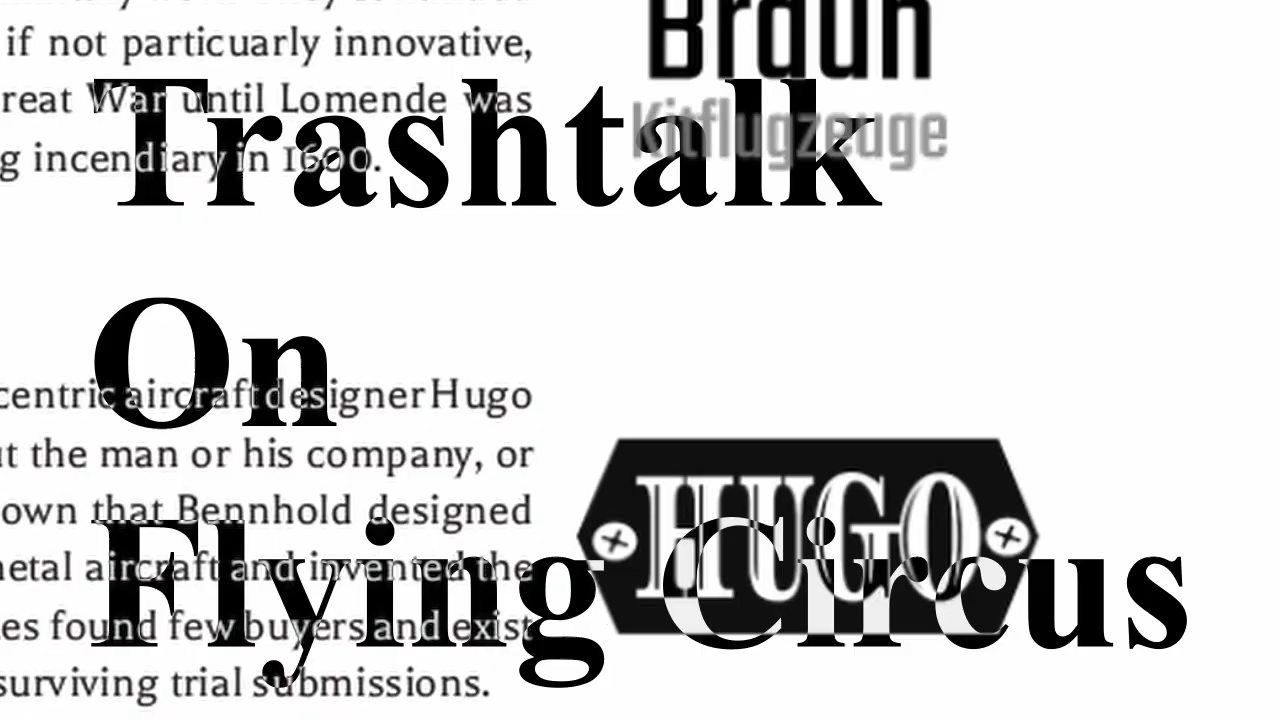 if not particuarly innovative,
reat War until Lomende was
g incendiary in 1600.
Braun
Kitflugzeuge
Trashtalk
On
Flying Circus
centric aircraft designer Hugo
the man or his company, or
own that Bennhold designed
aircraft and invented the
es found few buyers and exist
surviving trial submissions.
HUGO